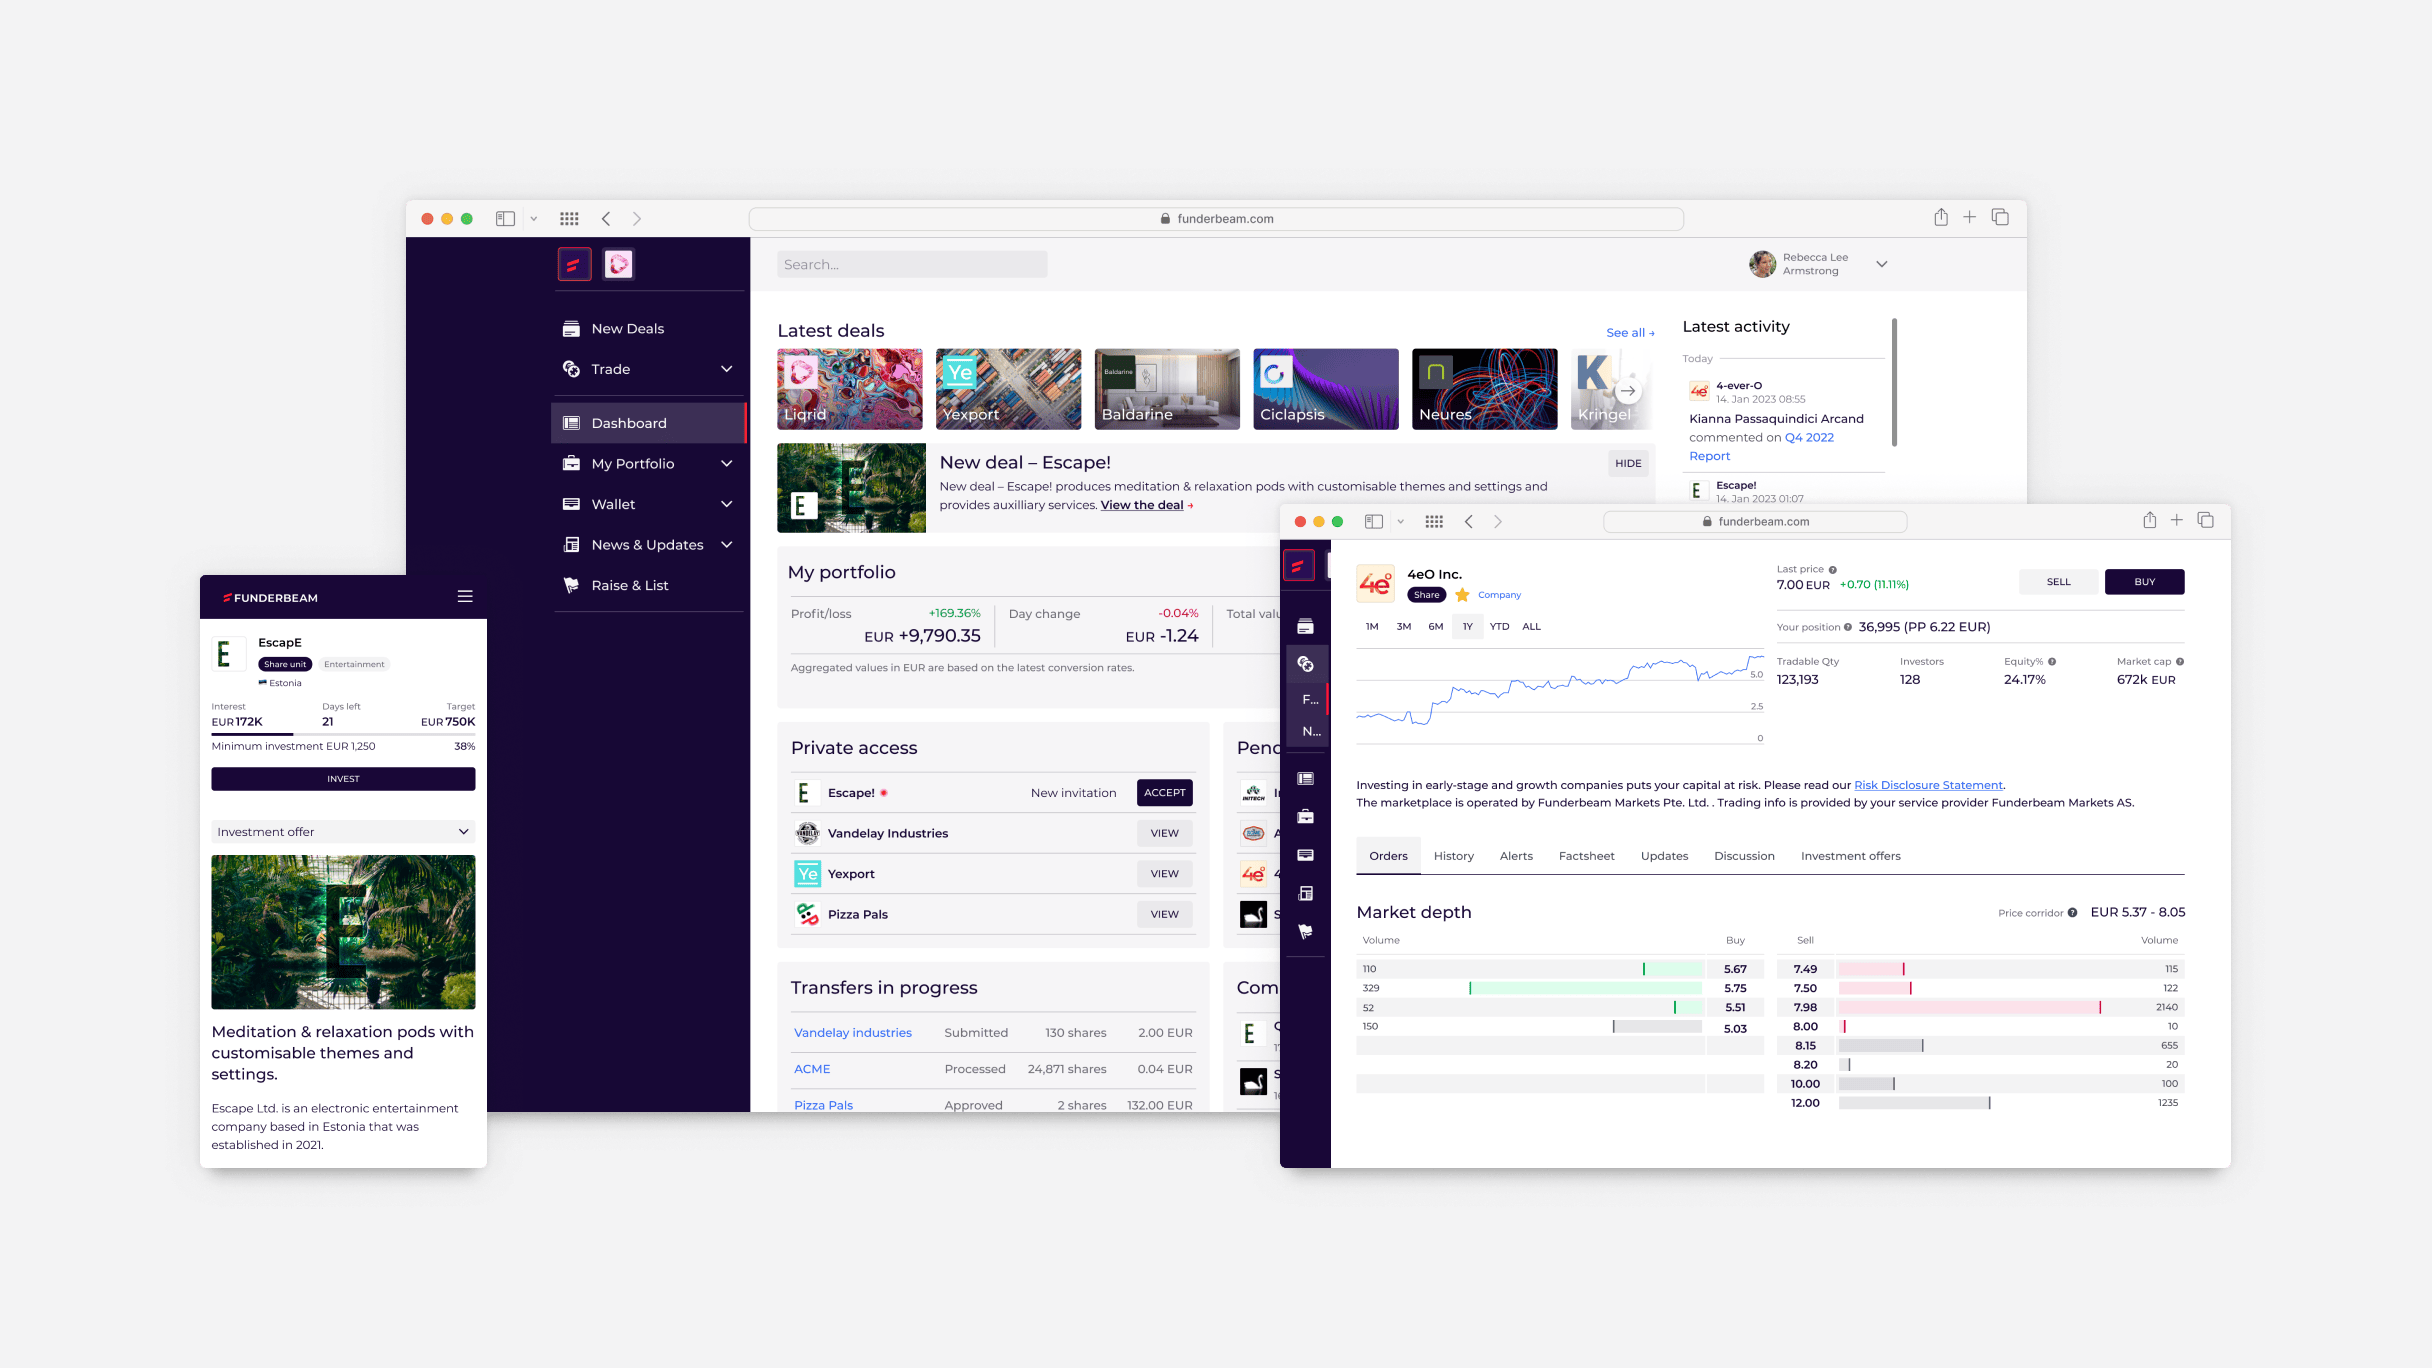 funderbeam.com
Search...
Rebecca Lee
Armstrong
New Deals
Trade
Dashboard
My Portfolio
Wallet
News & Updates
Raise & List
Latest deals
See all →
Liqrid
Ye
Yexport
Baldarine
Baldarine
Ciclapsis
Neures
K
Kringel
E
E
New deal – Escape!
HIDE
New deal – Escape! produces meditation & relaxation pods with customisable themes and settings and
provides auxilliary services. View the deal →
Latest activity
Today
4e
4-ever-O
14. Jan 2023 08:55
Kianna Passaquindici Arcand
commented on Q4 2022
Report
E
Escape!
14. Jan 2023 01:07
My portfolio
Profit/loss
+169.36%
EUR +9,790.35
Day change
-0.04%
EUR -1.24
Total valu
Aggregated values in EUR are based on the latest conversion rates.
Private access
E
Escape!
New invitation
ACCEPT
VANDELAY
Vandelay Industries
VIEW
Ye
Yexport
VIEW
Pizza Pals
VIEW
Pend
INITECH
4e
Transfers in progress
Vandelay industries
Submitted
130 shares
2.00 EUR
ACME
Processed
24,871 shares
0.04 EUR
Pizza Pals
Approved
2 shares
132.00 EUR
Com
E
S
FUNDERBEAM
E
EscapE
Share unit
Entertainment
Estonia
Interest
Days left
Target
EUR 172K
21
EUR 750K
Minimum investment EUR 1,250
38%
INVEST
Investment offer
E
Meditation & relaxation pods with
customisable themes and
settings.
Escape Ltd. is an electronic entertainment
company based in Estonia that was
established in 2021.
funderbeam.com
F...
N...
4e°
4eO Inc.
Share
Company
1M
3M
6M
1Y
YTD
ALL
5.0
2.5
0
Last price
7.00 EUR +0.70 (11.11%)
SELL
BUY
Your position 36,995 (PP 6.22 EUR)
Tradable Qty
Investors
Equity%
Market cap
123,193
128
24.17%
672k EUR
Investing in early-stage and growth companies puts your capital at risk. Please read our Risk Disclosure Statement.
The marketplace is operated by Funderbeam Markets Pte. Ltd. . Trading info is provided by your service provider Funderbeam Markets AS.
Orders
History
Alerts
Factsheet
Updates
Discussion
Investment offers
Market depth
Price corridor EUR 5.37 - 8.05
Volume
Buy
Sell
Volume
110
5.67
7.49
115
329
5.75
7.50
122
52
5.51
7.98
2140
150
5.03
8.00
10
8.15
655
8.20
20
10.00
100
12.00
1235